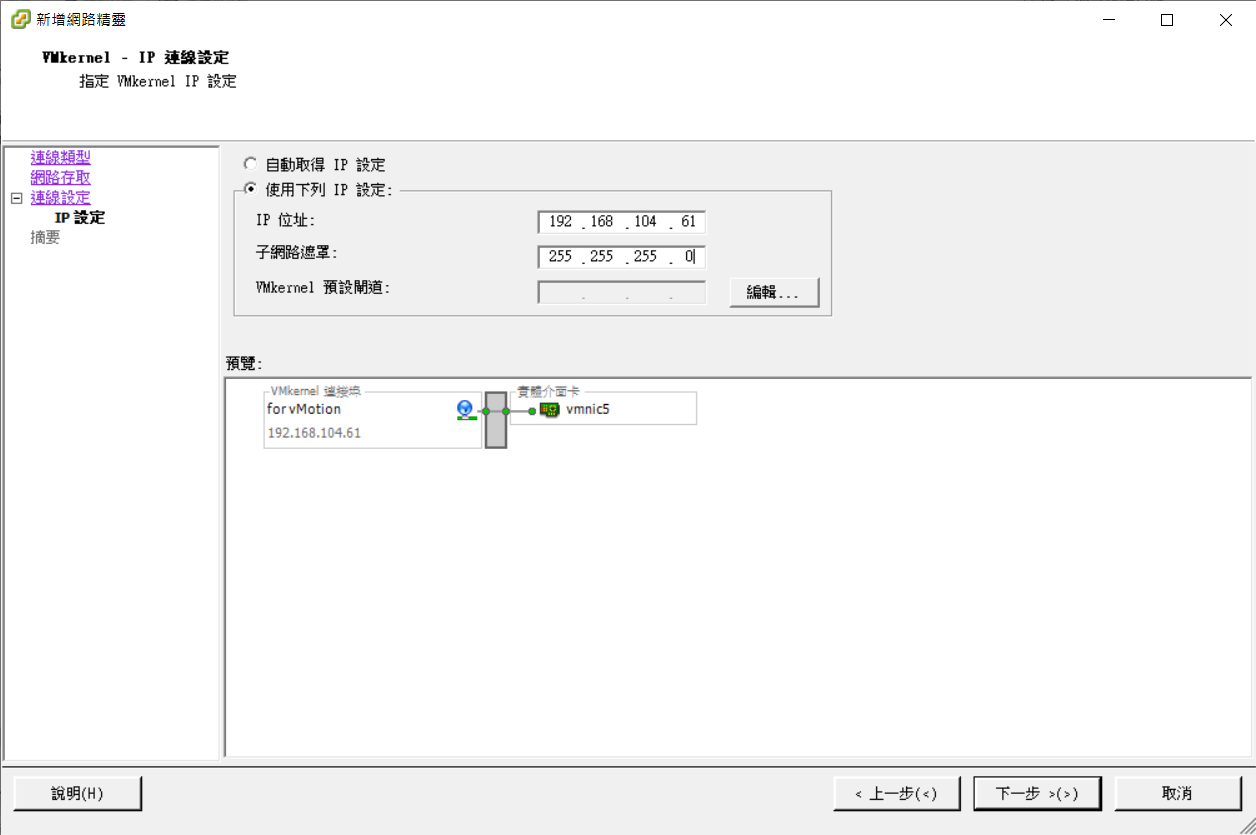 新增網路精靈
VMkernel - IP 連線設定
指定 VMkernel IP 設定
連線類型
網路存取
連線設定
IP 設定
摘要
自動取得 IP 設定
使用下列 IP 設定:
IP 位址: 192 . 168 . 104 . 61
子網路遮罩: 255 . 255 . 255 . 0
VMkernel 預設閘道: . . . 編輯...
預覽:
VMkernel 連接埠 實體介面卡
for vMotion vmnic5
192.168.104.61
說明(H) < 上一步(<) 下一步 >(>) 取消